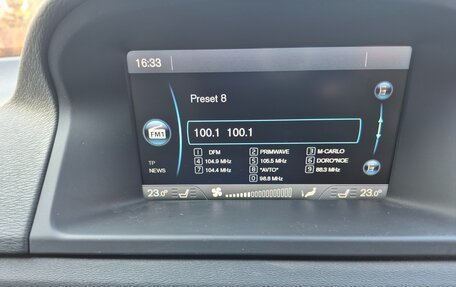 16:33
Preset 8
FM1
100.1 100.1
TP
NEWS
1 DFM 2 PRIMWAVE 3 M-CARLO
4 104.9 MHz 5 105.5 MHz 6 DORO*NOE
7 104.4 MHz 8 *AVTO* 9 88.3 MHz
0 98.8 MHz
23.0° 23.0°